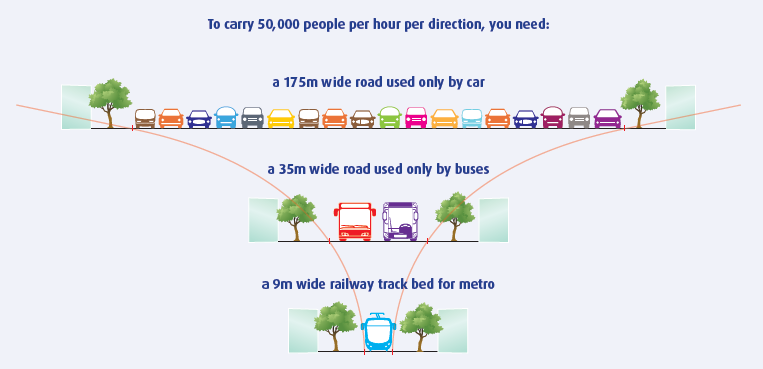 To carry 50,000 people per hour per direction, you need:
a 175m wide road used only by car
a 35m wide road used only by buses
a 9m wide railway track bed for metro